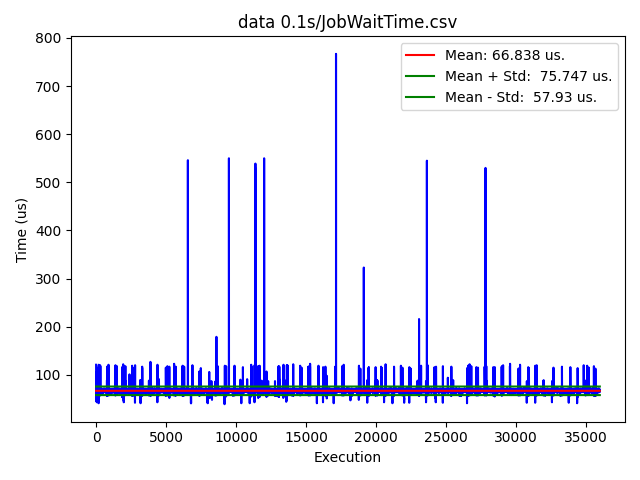 data 0.1s/JobWaitTime.csv
Mean: 66.838 us.
Mean + Std:  75.747 us.
Mean - Std:  57.93 us.
Time (us)
800
700
600
500
400
300
200
100
0 5000 10000 15000 20000 25000 30000 35000
Execution